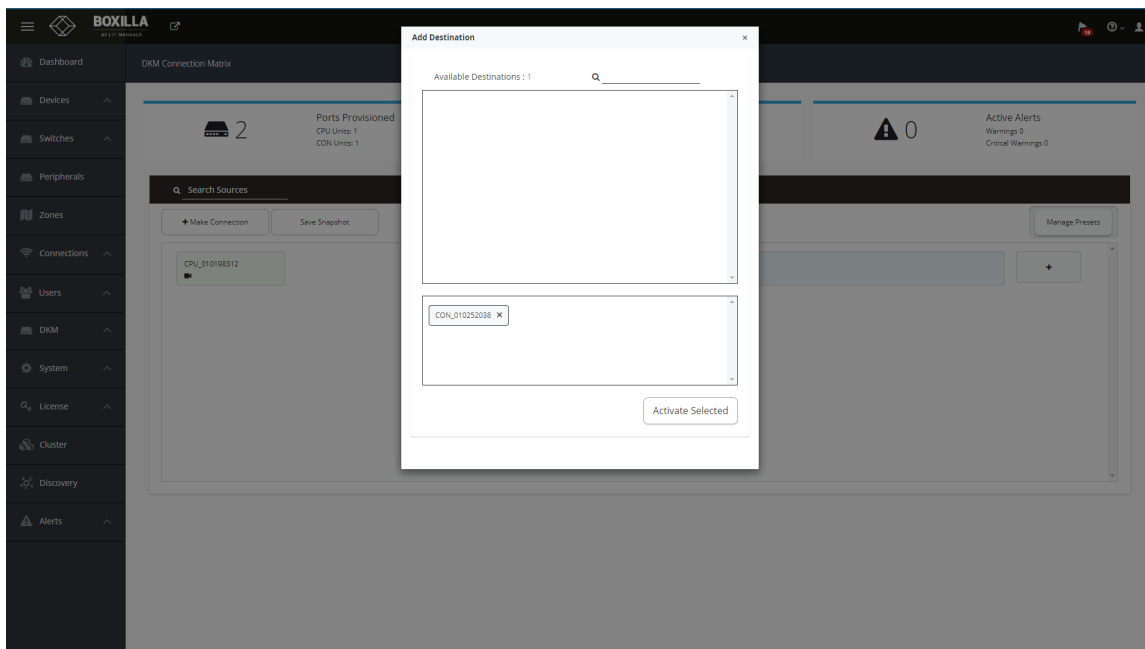 BOXILLA
AV | IT MANAGER
16
Dashboard
Devices
Switches
Peripherals
Zones
Connections
Users
DKM
System
License
Cluster
Discovery
Alerts
DKM Connection Matrix
2
Ports Provisioned
CPU Units: 1
CON Units: 1
0
Active Alerts
Warnings 0
Critical Warnings 0
Search Sources
+ Make Connection
Save Snapshot
Manage Presets
CPU_010198312
+
Add Destination
×
Available Destinations : 1
CON_010252038 ×
Activate Selected